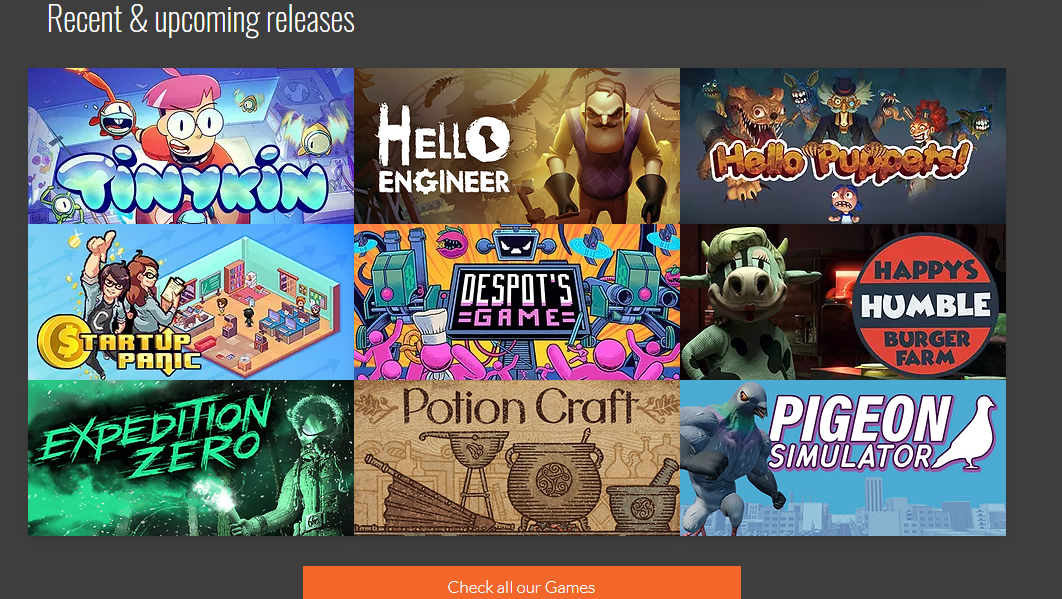 Recent & upcoming releases
TINYKIN
HELLO
ENGINEER
Hello Puppets!
STARTUP
PANIC
DESPOT'S
GAME
HAPPYS
HUMBLE
BURGER
FARM
EXPEDITION
ZERO
Potion Craft
PIGEON
SIMULATOR
Check all our Games